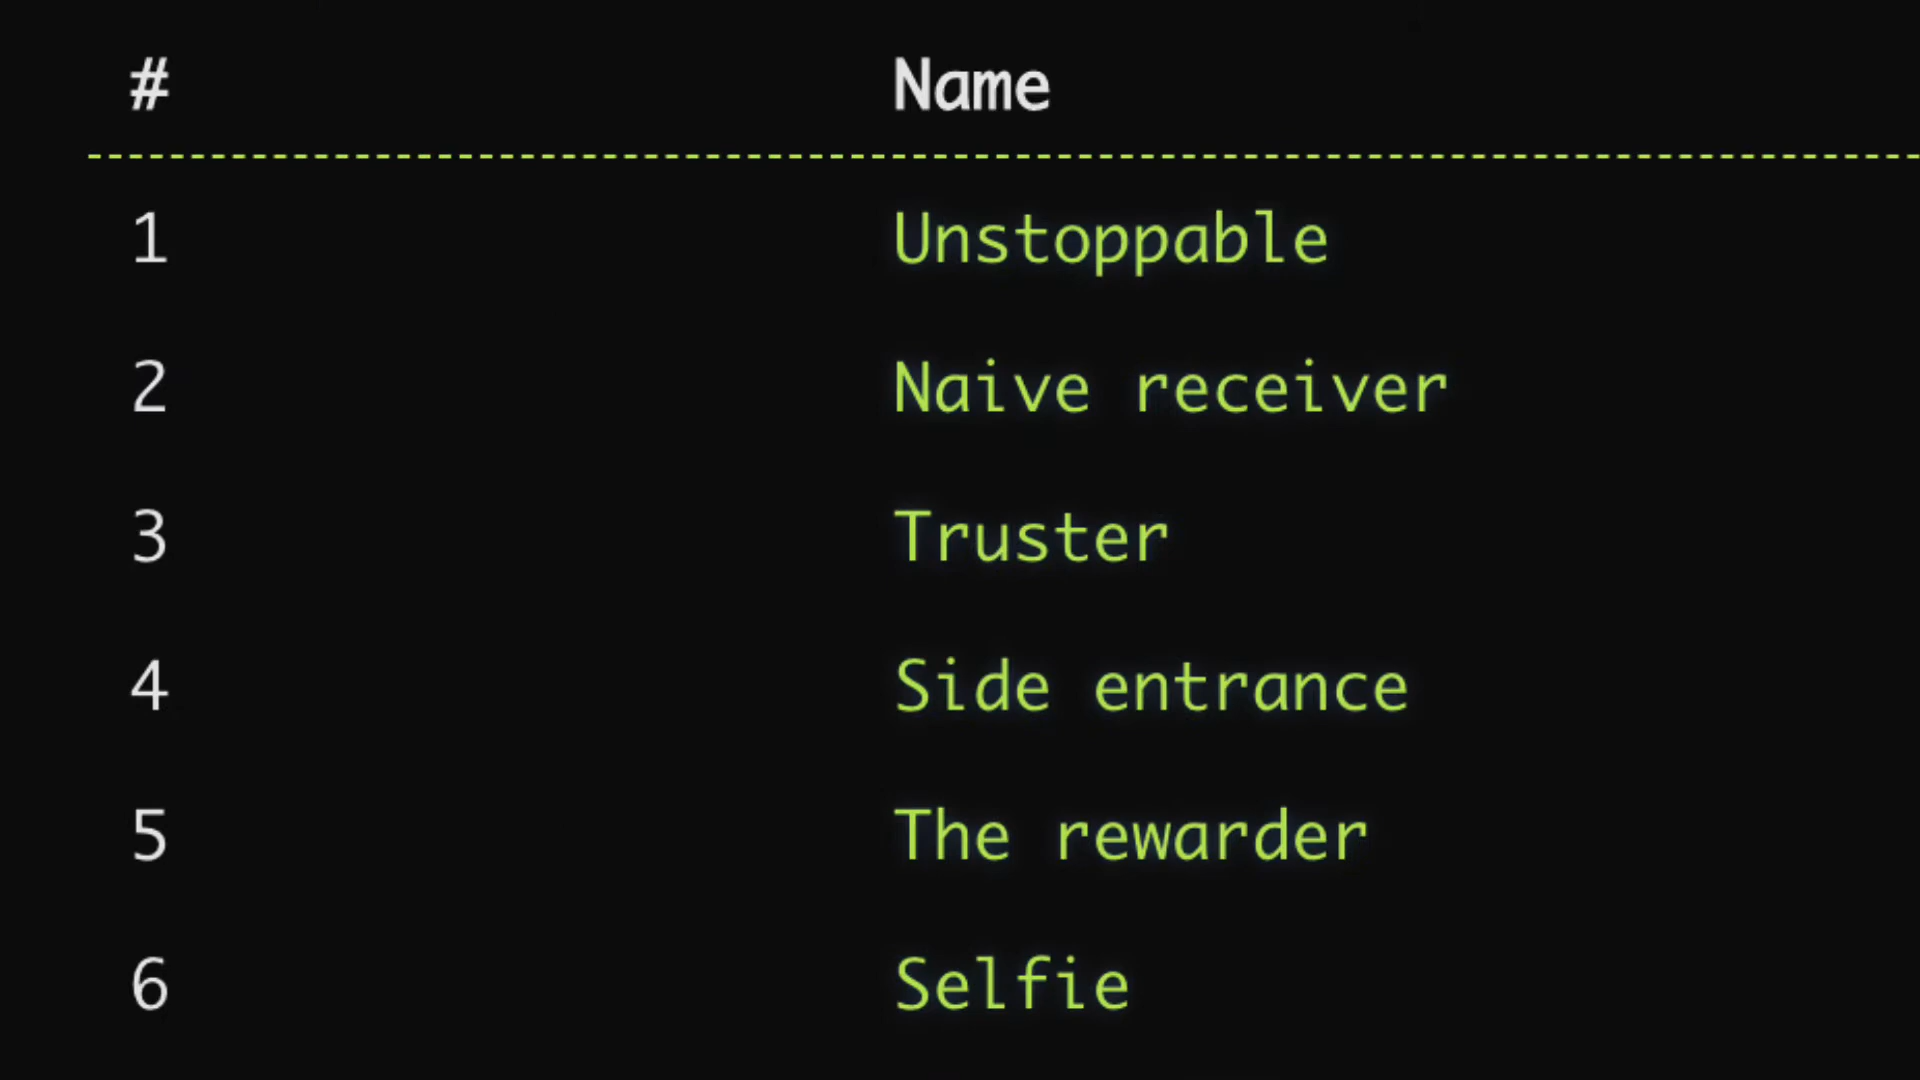 # Name
1 Unstoppable
2 Naive receiver
3 Truster
4 Side entrance
5 The rewarder
6 Selfie